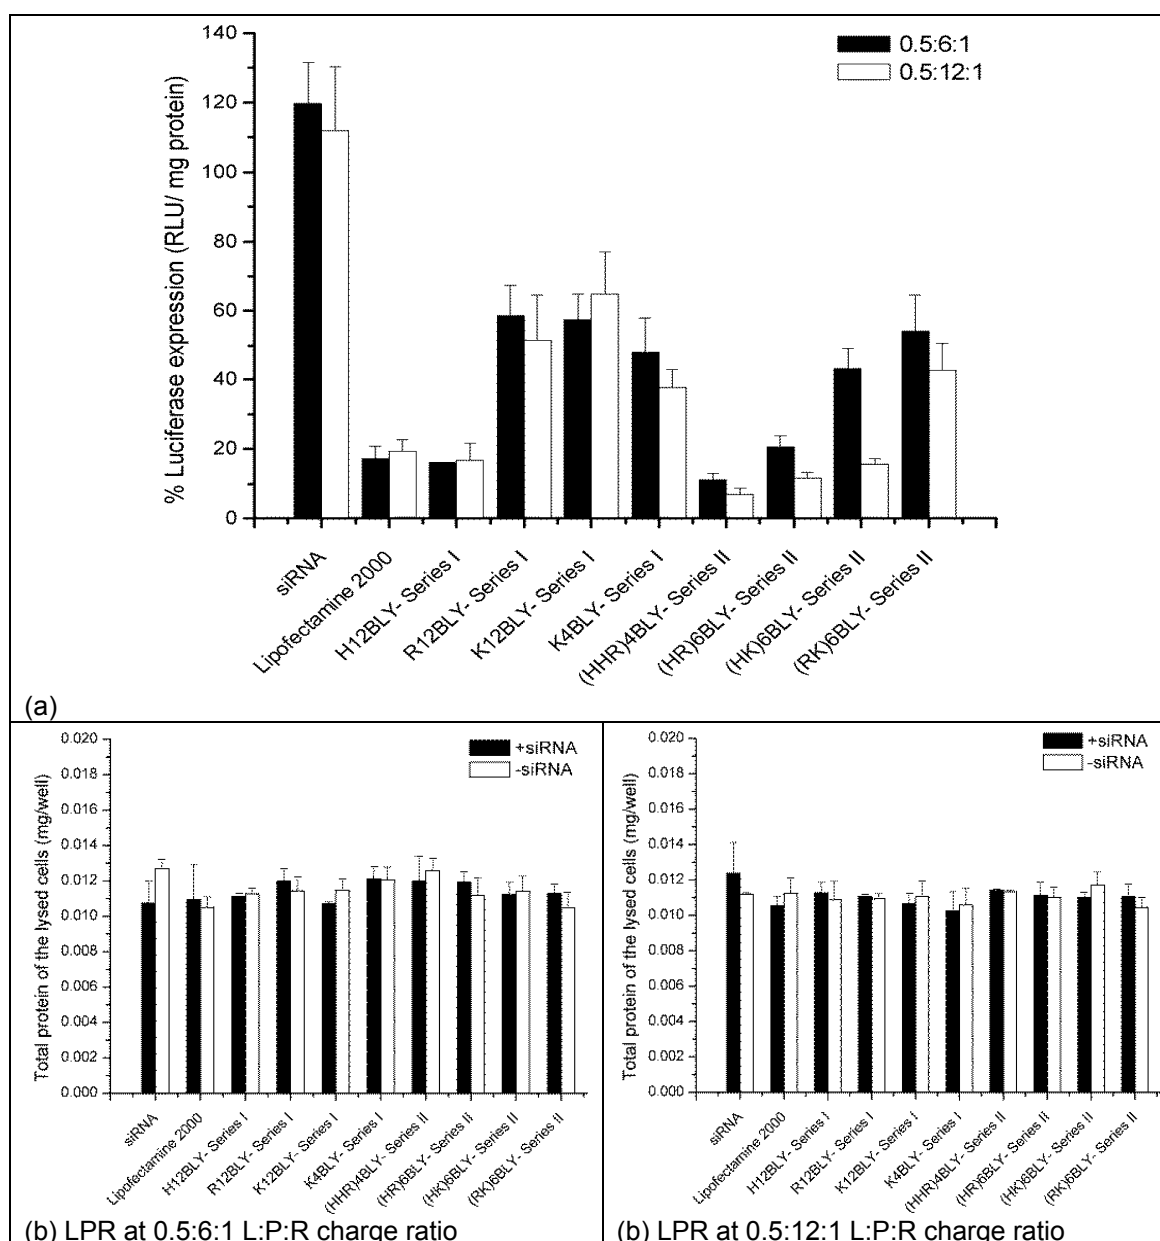 140
120
100
80
60
40
20
0
% Luciferase expression (RLU/ mg protein)
0.5:6:1
0.5:12:1
siRNA
Lipofectamine 2000
H12BLY- Series I
R12BLY- Series I
K12BLY- Series I
K4BLY- Series I
(HHR)4BLY- Series II
(HR)6BLY- Series II
(HK)6BLY- Series II
(RK)6BLY- Series II
(a)
0.020
0.018
0.016
0.014
0.012
0.010
0.008
0.006
0.004
0.002
0.000
Total protein of the lysed cells (mg/well)
+siRNA
-siRNA
siRNA
Lipofectamine 2000
H12BLY- Series I
R12BLY- Series I
K12BLY- Series I
K4BLY- Series I
(HHR)4BLY- Series II
(HR)6BLY- Series II
(HK)6BLY- Series II
(RK)6BLY- Series II
(b) LPR at 0.5:6:1 L:P:R charge ratio
0.020
0.018
0.016
0.014
0.012
0.010
0.008
0.006
0.004
0.002
0.000
Total protein of the lysed cells (mg/well)
+siRNA
-siRNA
siRNA
Lipofectamine 2000
H12BLY- Series I
R12BLY- Series I
K12BLY- Series I
K4BLY- Series I
(HHR)4BLY- Series II
(HR)6BLY- Series II
(HK)6BLY- Series II
(RK)6BLY- Series II
(b) LPR at 0.5:12:1 L:P:R charge ratio